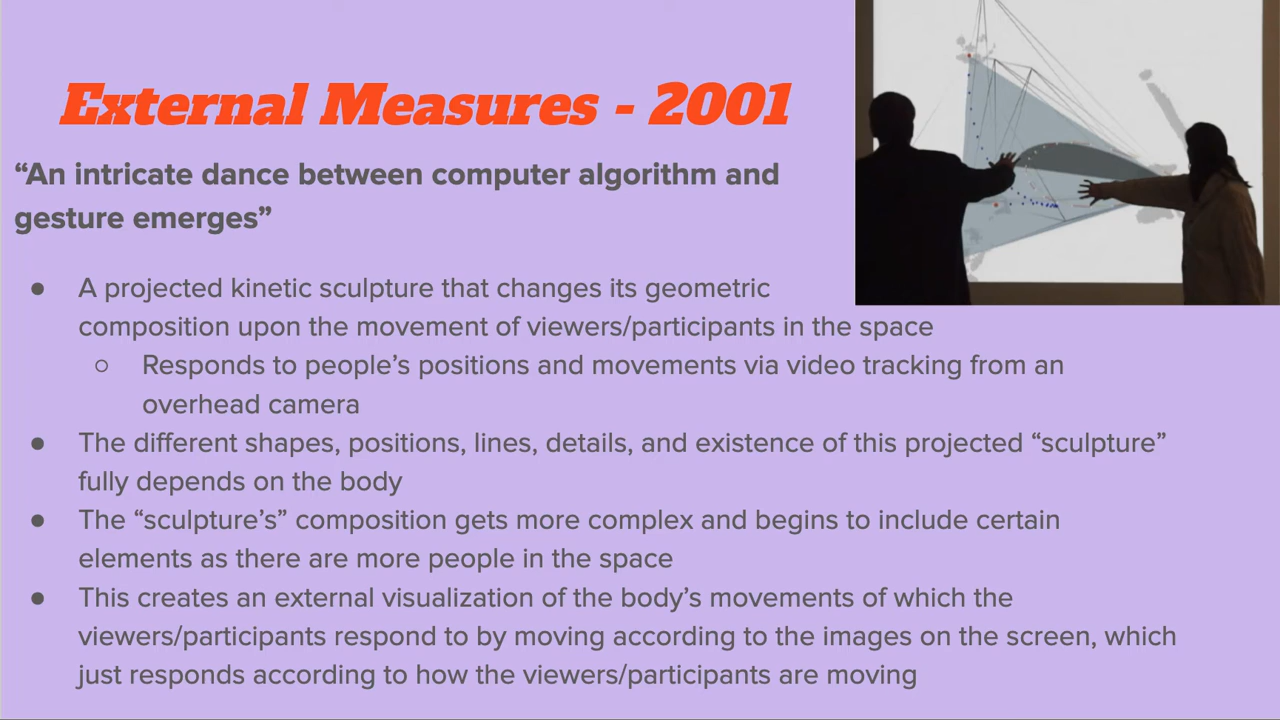 External Measures - 2001
“An intricate dance between computer algorithm and
gesture emerges”
● A projected kinetic sculpture that changes its geometric
composition upon the movement of viewers/participants in the space
○ Responds to people’s positions and movements via video tracking from an
overhead camera
● The different shapes, positions, lines, details, and existence of this projected “sculpture”
fully depends on the body
● The “sculpture’s” composition gets more complex and begins to include certain
elements as there are more people in the space
● This creates an external visualization of the body’s movements of which the
viewers/participants respond to by moving according to the images on the screen, which
just responds according to how the viewers/participants are moving